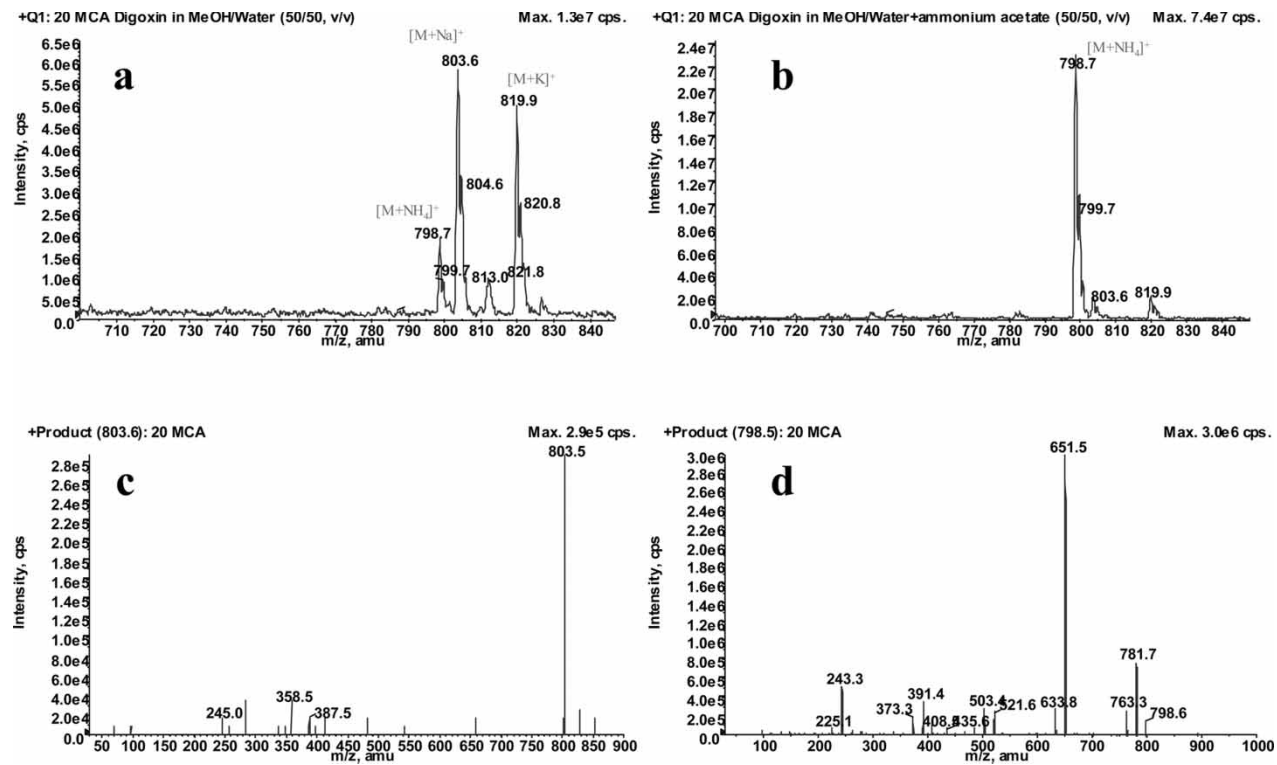 +Q1: 20 MCA Digoxin in MeOH/Water (50/50, v/v) Max. 1.3e7 cps.
a
[M+Na]⁺
803.6
[M+K]⁺
819.9
804.6
820.8
[M+NH₄]⁺
798.7
799.7
813.0
821.8
6.5e6
6.0e6
5.5e6
5.0e6
4.5e6
4.0e6
3.5e6
3.0e6
2.5e6
2.0e6
1.5e6
1.0e6
5.0e5
0.0
Intensity, cps
710 720 730 740 750 760 770 780 790 800 810 820 830 840
m/z, amu
+Q1: 20 MCA Digoxin in MeOH/Water+ammonium acetate (50/50, v/v) Max. 7.4e7 cps.
b
[M+NH₄]⁺
798.7
799.7
803.6
819.9
2.4e7
2.2e7
2.0e7
1.9e7
1.7e7
1.5e7
1.4e7
1.2e7
1.0e7
8.0e6
6.0e6
4.0e6
2.0e6
0.0
Intensity, cps
700 710 720 730 740 750 760 770 780 790 800 810 820 830 840
m/z, amu
+Product (803.6): 20 MCA Max. 2.9e5 cps.
c
803.5
245.0
358.5
387.5
2.8e5
2.6e5
2.4e5
2.2e5
2.0e5
1.8e5
1.6e5
1.4e5
1.2e5
1.0e5
8.0e4
6.0e4
4.0e4
2.0e4
0.0
Intensity, cps
50 100 150 200 250 300 350 400 450 500 550 600 650 700 750 800 850 900
m/z, amu
+Product (798.5): 20 MCA Max. 3.0e6 cps.
d
651.5
781.7
243.3
391.4
503.4
373.3
521.6
633.8
763.3
225.1
435.6
798.6
3.0e6
2.8e6
2.6e6
2.4e6
2.2e6
2.0e6
1.8e6
1.6e6
1.4e6
1.2e6
1.0e6
8.0e5
6.0e5
4.0e5
2.0e5
0.0
Intensity, cps
100 200 300 400 500 600 700 800 900 1000
m/z, amu